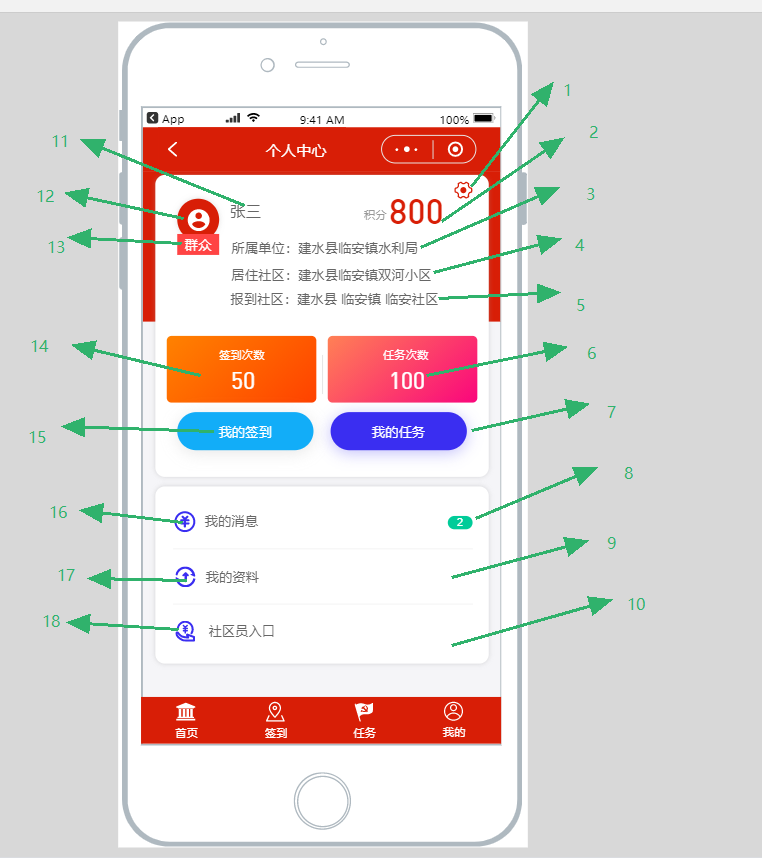 App 9:41 AM 100%
个人中心
1
2
3
4
5
6
7
8
9
10
11
12
13
14
15
16
17
18
张三
积分 800
群众
所属单位：建水县临安镇水利局
居住社区：建水县临安镇双河小区
报到社区：建水县 临安镇 临安社区
签到次数
50
任务次数
100
我的签到
我的任务
我的消息 2
我的资料
社区员入口
首页 签到 任务 我的